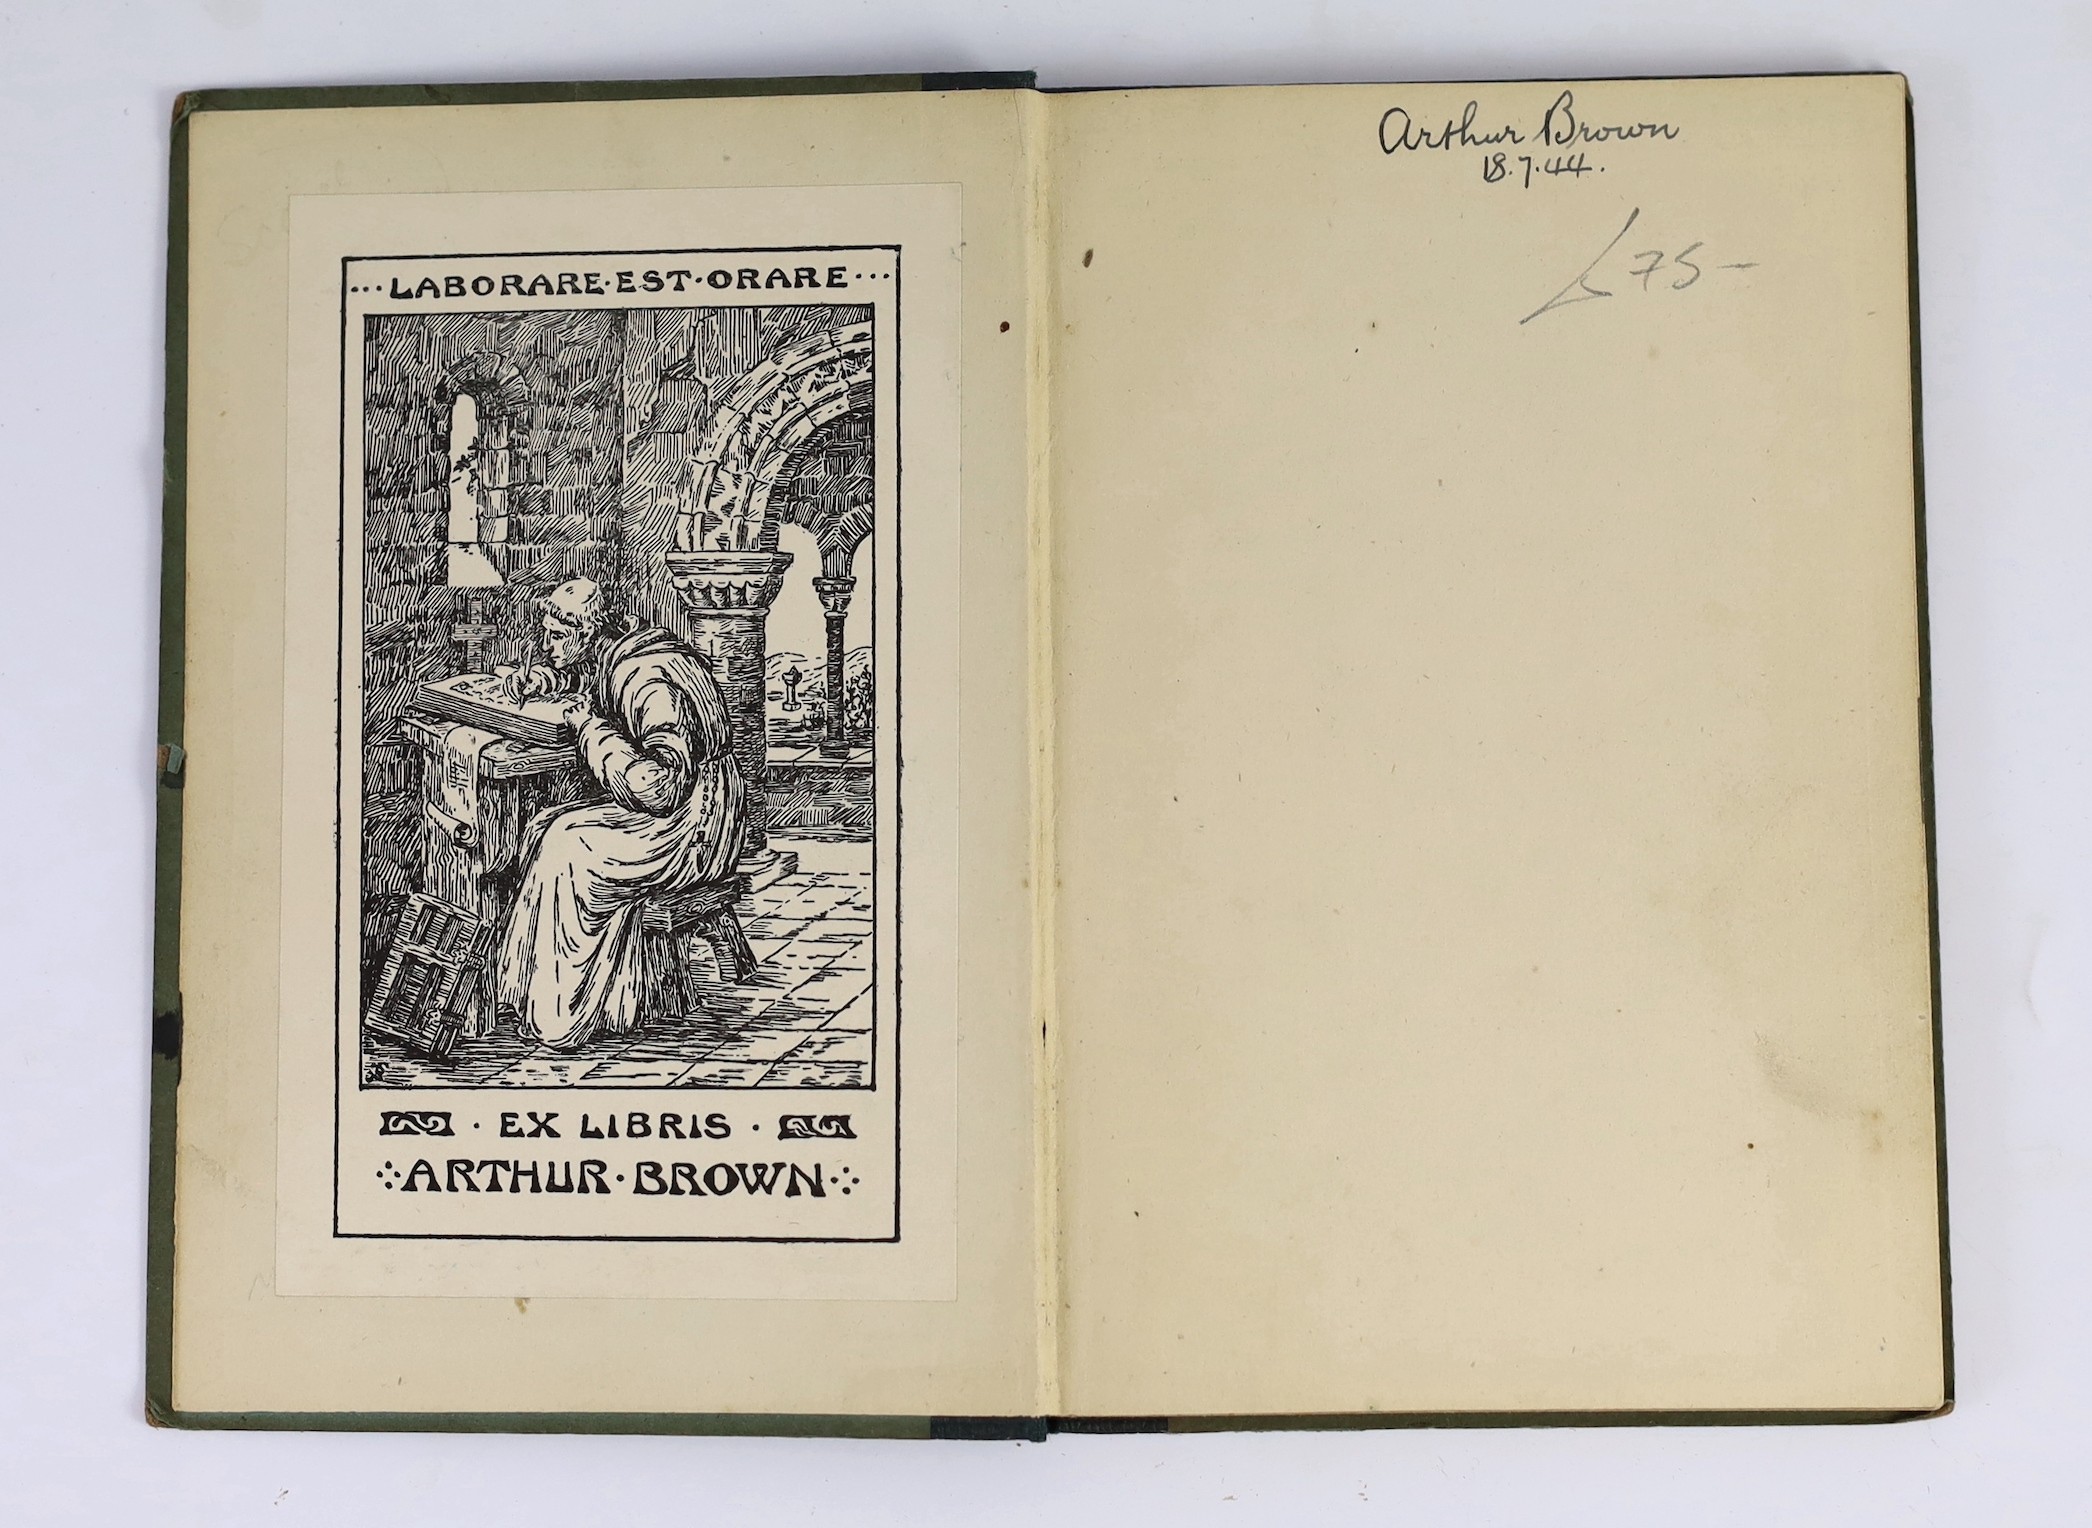 LABORARE·EST·ORARE
· EX LIBRIS ·
ARTHUR·BROWN
Arthur Brown
18.7.44.
£75-